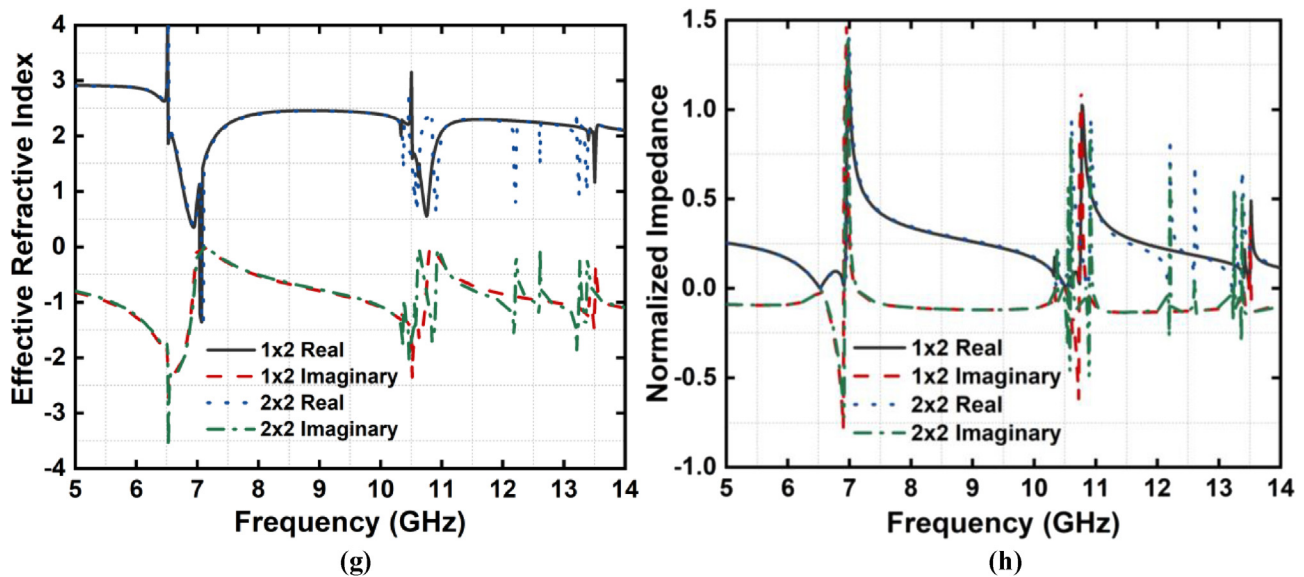 Effective Refractive Index
4
3
2
1
0
-1
-2
-3
-4
1x2 Real
1x2 Imaginary
2x2 Real
2x2 Imaginary
5 6 7 8 9 10 11 12 13 14
Frequency (GHz)
(g)
Normalized Impedance
1.5
1.0
0.5
0.0
-0.5
-1.0
1x2 Real
1x2 Imaginary
2x2 Real
2x2 Imaginary
5 6 7 8 9 10 11 12 13 14
Frequency (GHz)
(h)